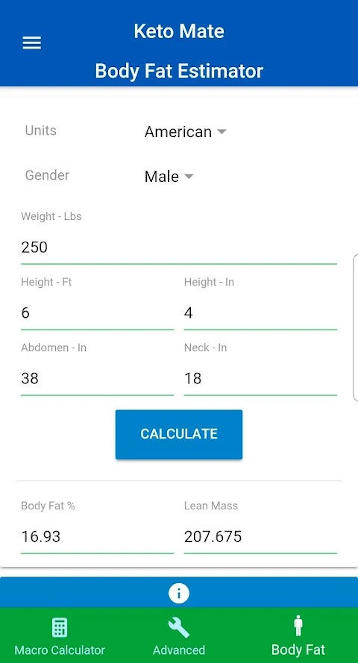 Keto Mate
Body Fat Estimator
Units American
Gender Male
Weight - Lbs
250
Height - Ft Height - In
6 4
Abdomen - In Neck - In
38 18
CALCULATE
Body Fat % Lean Mass
16.93 207.675
Macro Calculator Advanced Body Fat